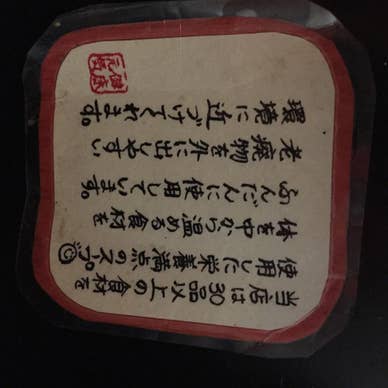 当店は30品以上の食材を
使用した栄養満点のスープ。
体を中から温める食材を
ふんだんに使用しています。
老廃物を外に出しやすい
環境に近づけてくれます。
健康